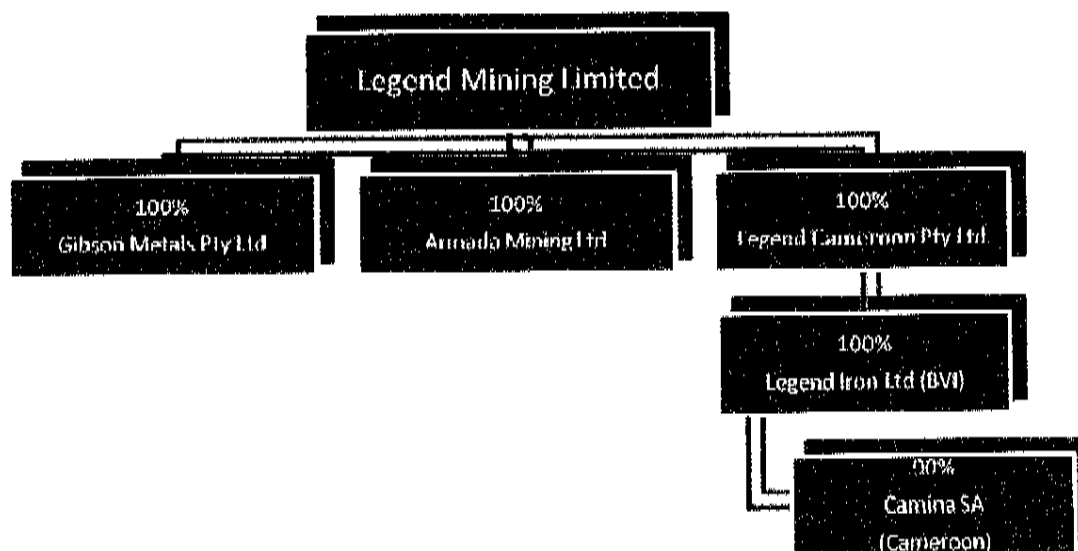 Legend Mining Limited
100%
Gibson Metals Pty Ltd
100%
Armada Mining Ltd
100%
Legend Cameroon Pty Ltd
100%
Legend Iron Ltd (BVI)
90%
Camina SA
(Cameroon)